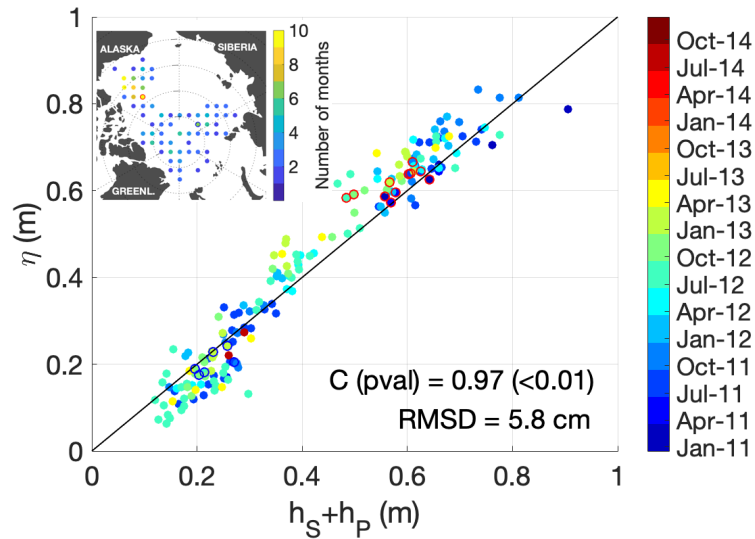 ALASKA
SIBERIA
GREENL.
10
8
6
4
2
Number of months
1
0.8
0.6
0.4
0.2
0
η (m)
C (pval) = 0.97 (<0.01)
RMSD = 5.8 cm
0 0.2 0.4 0.6 0.8 1
h_S+h_P (m)
Oct-14
Jul-14
Apr-14
Jan-14
Oct-13
Jul-13
Apr-13
Jan-13
Oct-12
Jul-12
Apr-12
Jan-12
Oct-11
Jul-11
Apr-11
Jan-11